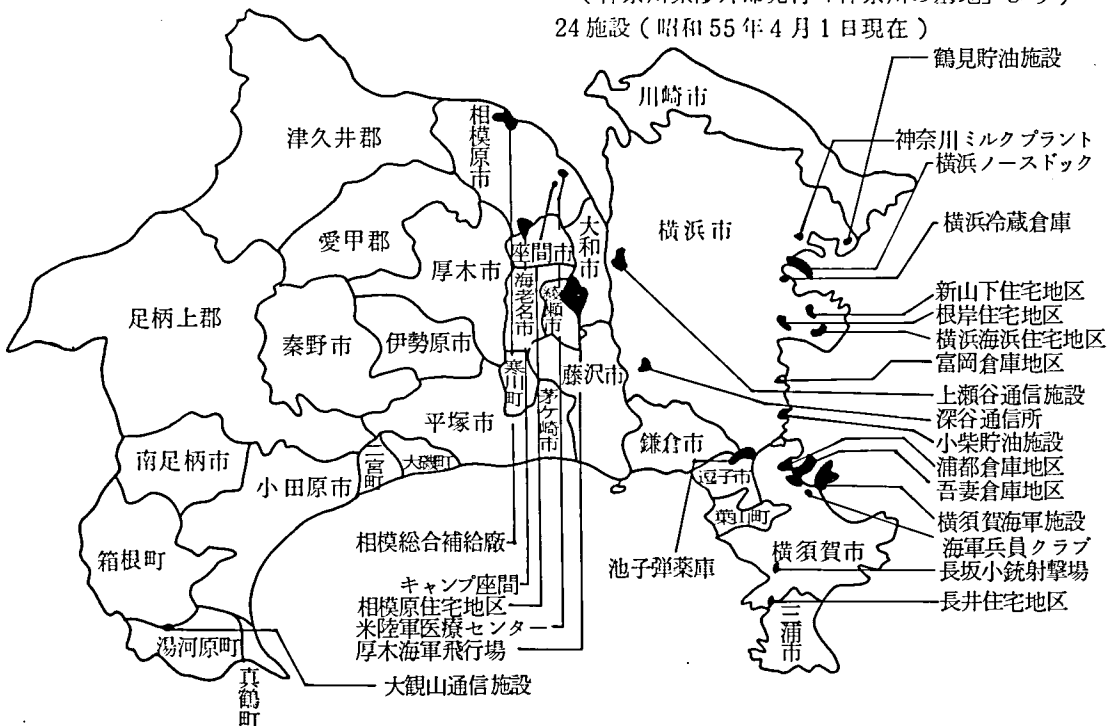 24施設(昭和55年4月1日現在)
鶴見貯油施設
神奈川ミルクプラント
横浜ノースドック
横浜冷蔵倉庫
新山下住宅地区
根岸住宅地区
横浜海浜住宅地区
富岡倉庫地区
上瀬谷通信施設
深谷通信所
小柴貯油施設
浦郷倉庫地区
吾妻倉庫地区
横須賀海軍施設
海軍兵員クラブ
長坂小銃射撃場
長井住宅地区
川崎市
相模原市
津久井郡
愛甲郡
厚木市
座間市
大和市
横浜市
海老名市
綾瀬市
足柄上郡
秦野市
伊勢原市
寒川町
藤沢市
茅ケ崎市
平塚市
鎌倉市
南足柄市
二宮町
大磯町
小田原市
逗子市
葉山町
箱根町
横須賀市
三浦市
湯河原町
真鶴町
池子弾薬庫
相模総合補給廠
キャンプ座間
相模原住宅地区
米陸軍医療センター
厚木海軍飛行場
大観山通信施設